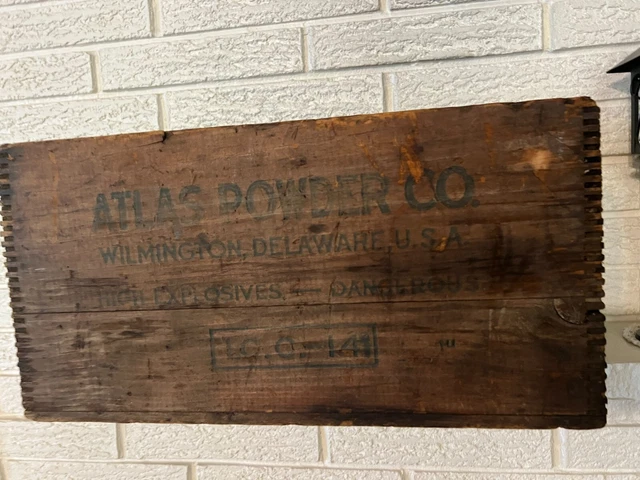 ATLAS POWDER CO.
WILMINGTON, DELAWARE, U.S.A.
HIGH EXPLOSIVES, — DANGEROUS
I.C.C.-14